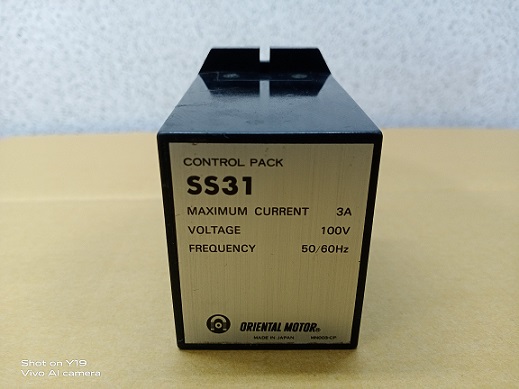 CONTROL PACK
SS31
MAXIMUM CURRENT 3A
VOLTAGE 100V
FREQUENCY 50/60Hz
ORIENTAL MOTOR®
MADE IN JAPAN
Shot on Y19
Vivo AI camera